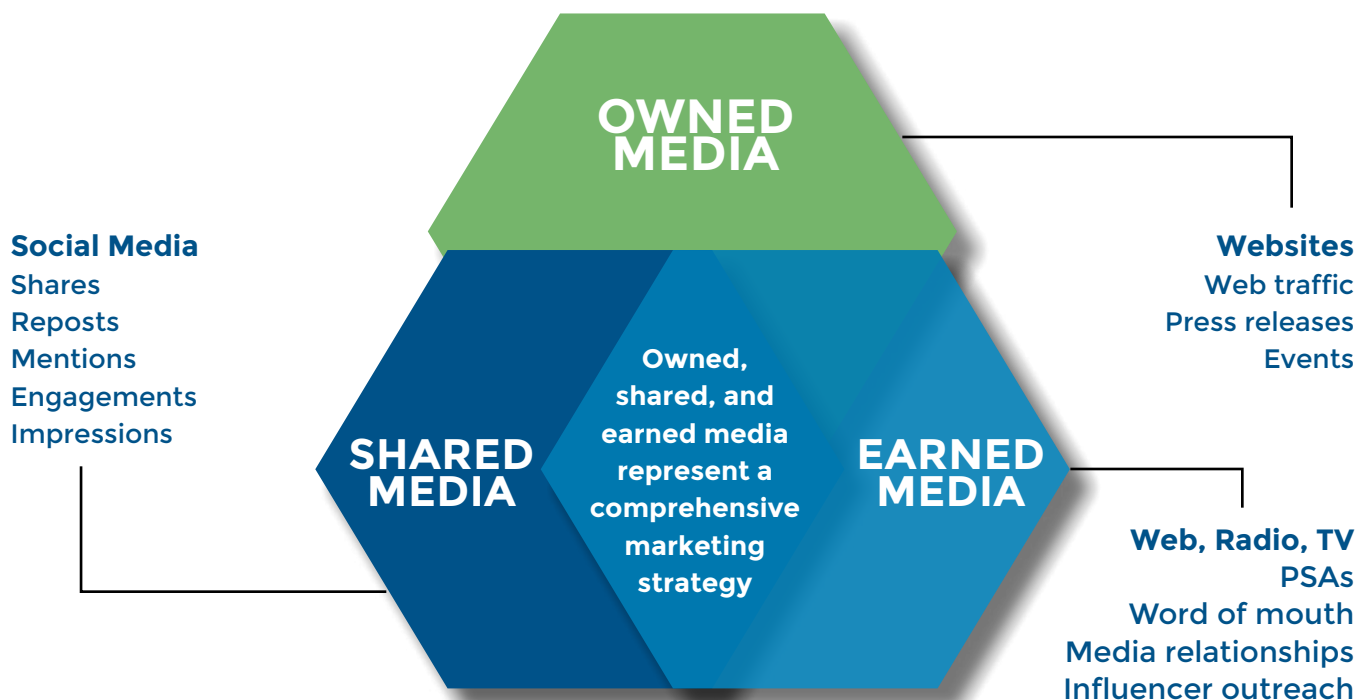 OWNED
MEDIA
Social Media
Shares
Reposts
Mentions
Engagements
Impressions
Websites
Web traffic
Press releases
Events
SHARED
MEDIA
Owned,
shared, and
earned media
represent a
comprehensive
marketing
strategy
EARNED
MEDIA
Web, Radio, TV
PSAs
Word of mouth
Media relationships
Influencer outreach